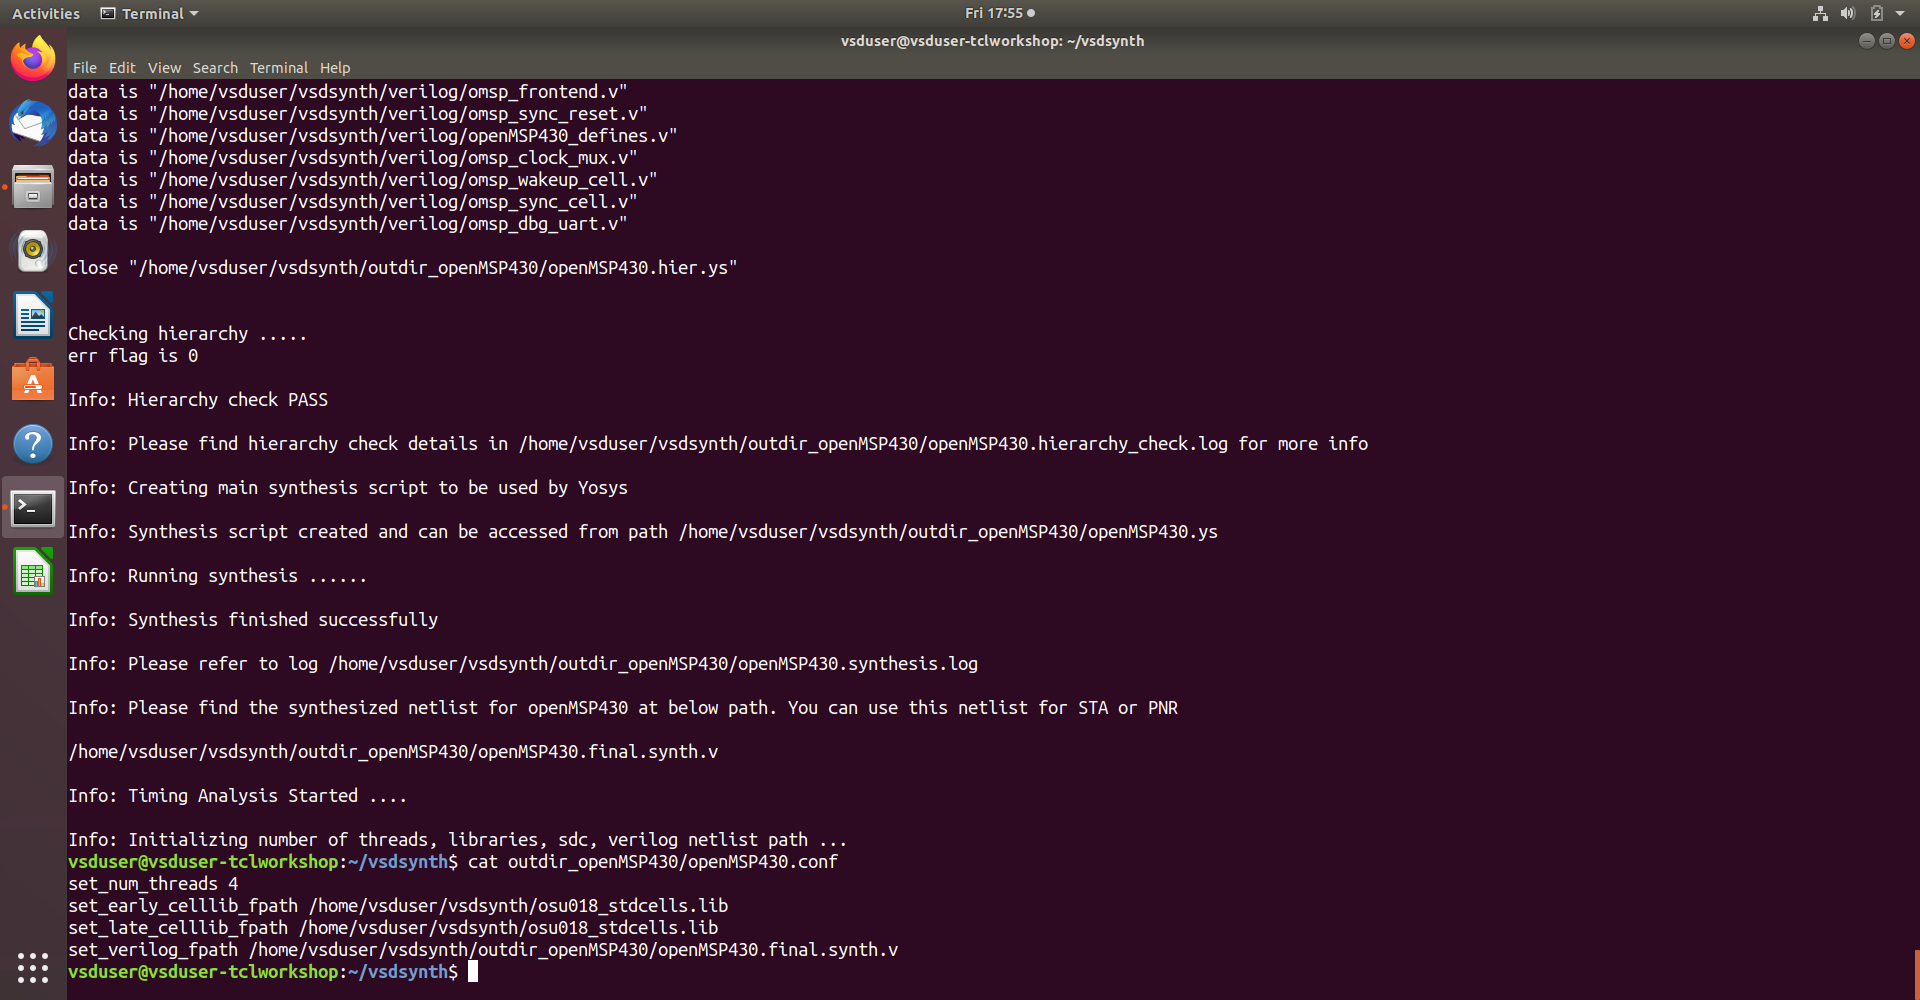 Activities Terminal Fri 17:55
vsduser@vsduser-tclworkshop: ~/vsdsynth
File Edit View Search Terminal Help
data is "/home/vsduser/vsdsynth/verilog/omsp_frontend.v"
data is "/home/vsduser/vsdsynth/verilog/omsp_sync_reset.v"
data is "/home/vsduser/vsdsynth/verilog/openMSP430_defines.v"
data is "/home/vsduser/vsdsynth/verilog/omsp_clock_mux.v"
data is "/home/vsduser/vsdsynth/verilog/omsp_wakeup_cell.v"
data is "/home/vsduser/vsdsynth/verilog/omsp_sync_cell.v"
data is "/home/vsduser/vsdsynth/verilog/omsp_dbg_uart.v"
close "/home/vsduser/vsdsynth/outdir_openMSP430/openMSP430.hier.ys"
Checking hierarchy .....
err flag is 0
Info: Hierarchy check PASS
Info: Please find hierarchy check details in /home/vsduser/vsdsynth/outdir_openMSP430/openMSP430.hierarchy_check.log for more info
Info: Creating main synthesis script to be used by Yosys
Info: Synthesis script created and can be accessed from path /home/vsduser/vsdsynth/outdir_openMSP430/openMSP430.ys
Info: Running synthesis ......
Info: Synthesis finished successfully
Info: Please refer to log /home/vsduser/vsdsynth/outdir_openMSP430/openMSP430.synthesis.log
Info: Please find the synthesized netlist for openMSP430 at below path. You can use this netlist for STA or PNR
/home/vsduser/vsdsynth/outdir_openMSP430/openMSP430.final.synth.v
Info: Timing Analysis Started ....
Info: Initializing number of threads, libraries, sdc, verilog netlist path ...
vsduser@vsduser-tclworkshop:~/vsdsynth$ cat outdir_openMSP430/openMSP430.conf
set_num_threads 4
set_early_celllib_fpath /home/vsduser/vsdsynth/osu018_stdcells.lib
set_late_celllib_fpath /home/vsduser/vsdsynth/osu018_stdcells.lib
set_verilog_fpath /home/vsduser/vsdsynth/outdir_openMSP430/openMSP430.final.synth.v
vsduser@vsduser-tclworkshop:~/vsdsynth$